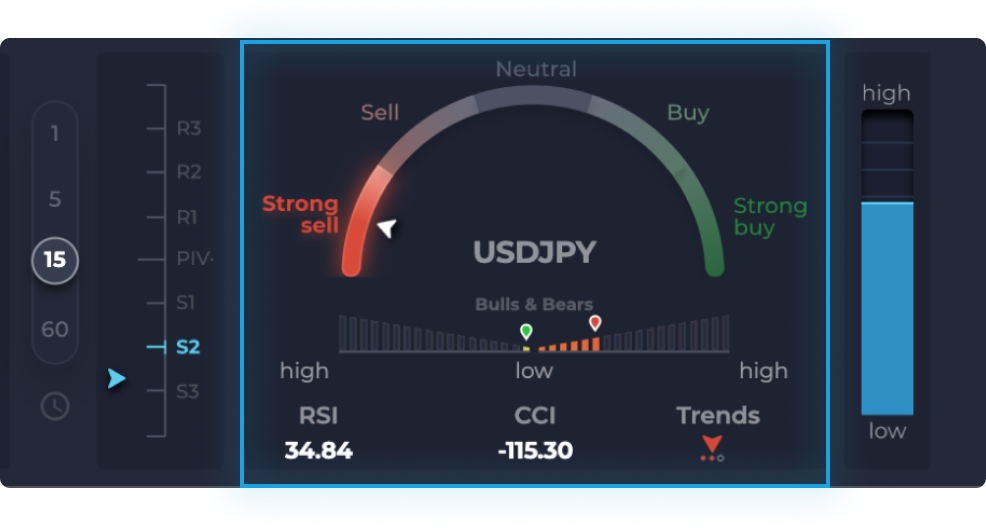 1
5
15
60
R3
R2
R1
PIV
S1
S2
S3
Neutral
Sell
Buy
Strong
sell
Strong
buy
USDJPY
Bulls & Bears
high
low
high
RSI
CCI
Trends
34.84
-115.30
high
low